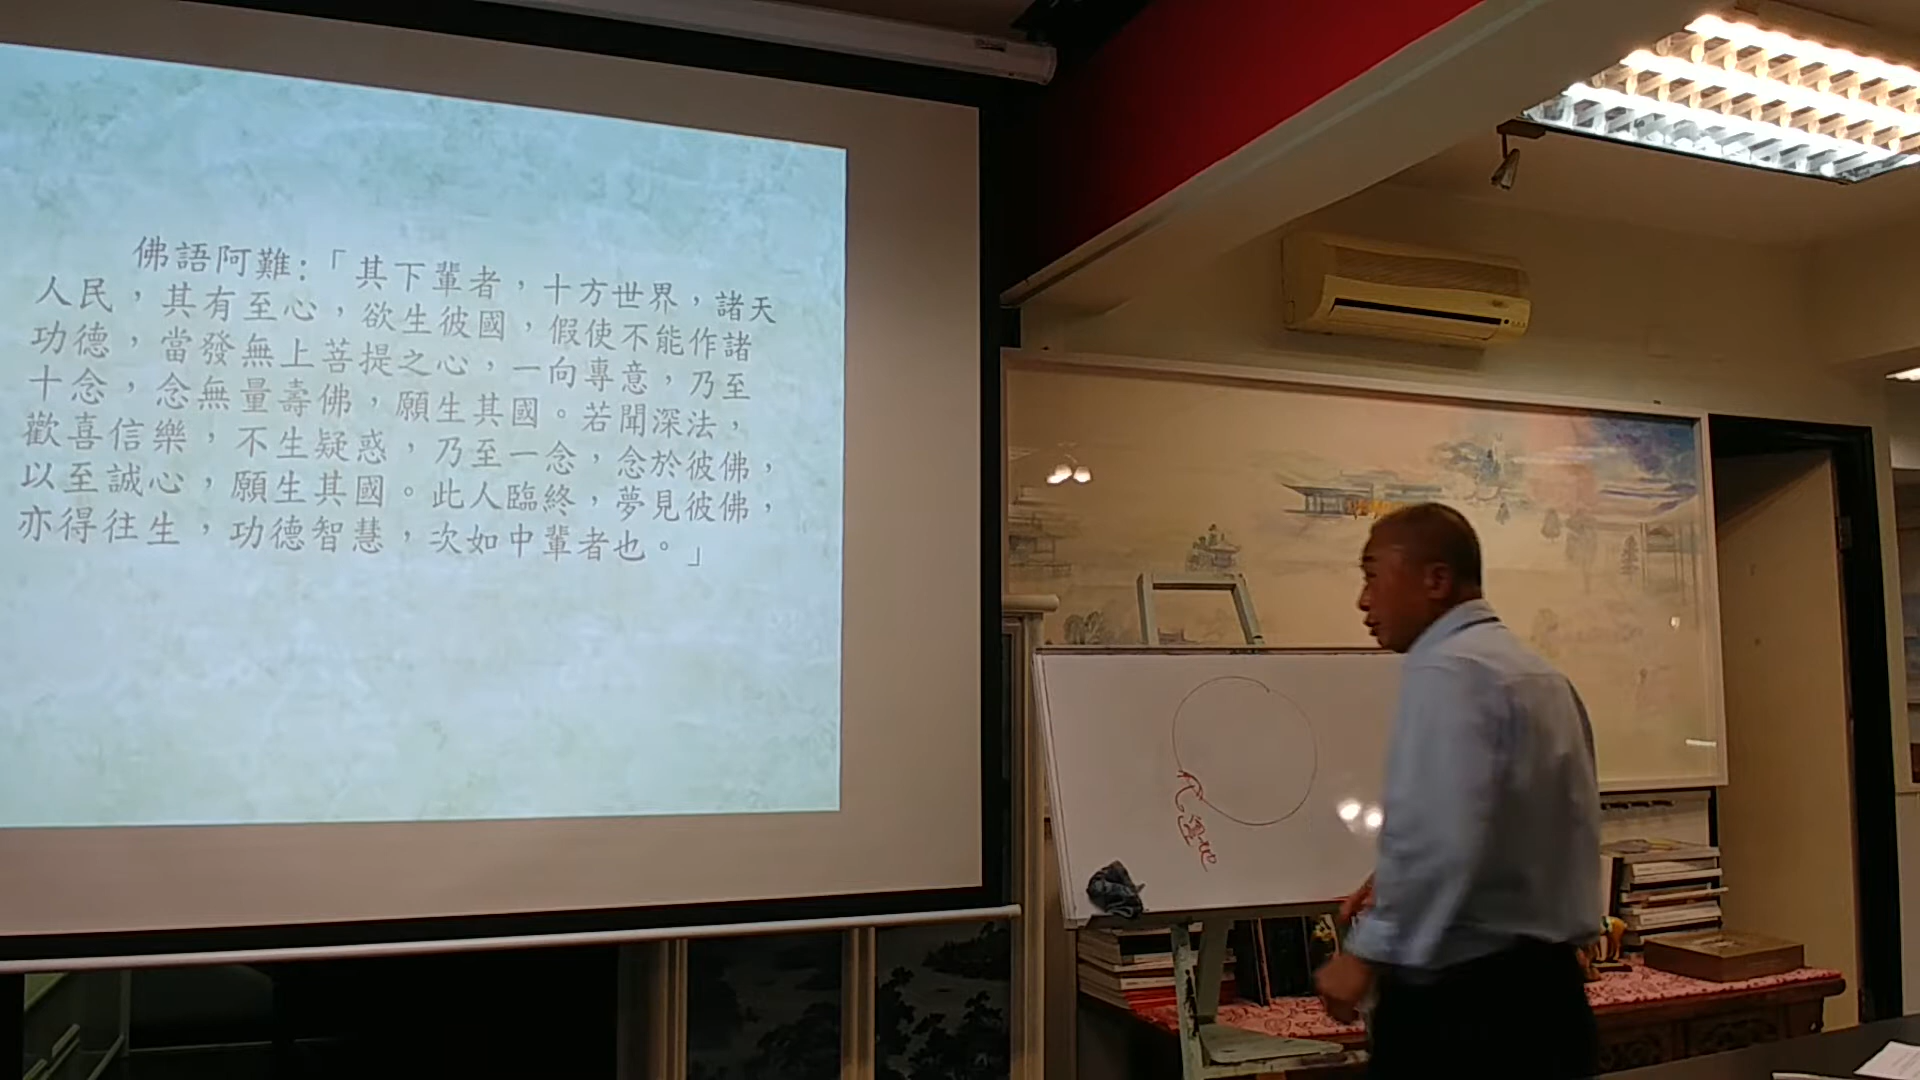 佛語阿難：「其下輩者，十方世界，諸天
人民，其有至心，欲生彼國，假使不能作諸
功德，當發無上菩提之心，一向專意，乃至
十念，念無量壽佛，願生其國。若聞深法，
歡喜信樂，不生疑惑，乃至一念，念於彼佛，
以至誠心，願生其國。此人臨終，夢見彼佛，
亦得往生，功德智慧，次如中輩者也。」